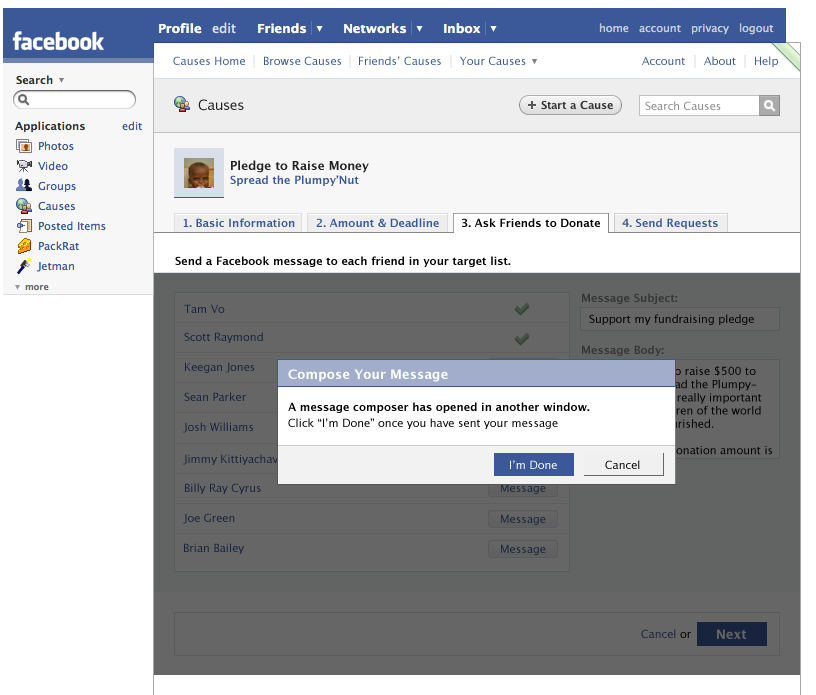 facebook
Profile edit Friends Networks Inbox home account privacy logout
Search
Applications edit
Photos
Video
Groups
Causes
Posted Items
PackRat
Jetman
more
Causes Home Browse Causes Friends' Causes Your Causes Account About Help
Causes + Start a Cause Search Causes
Pledge to Raise Money
Spread the Plumpy'Nut
1. Basic Information 2. Amount & Deadline 3. Ask Friends to Donate 4. Send Requests
Send a Facebook message to each friend in your target list.
Tam Vo
Scott Raymond
Keegan Jones
Sean Parker
Josh Williams
Jimmy Kittiyachav
Billy Ray Cyrus Message
Joe Green Message
Brian Bailey Message
Message Subject:
Support my fundraising pledge
Message Body:
o raise $500 to
ad the Plumpy-
really important
ren of the world
urished.
onation amount is
Compose Your Message
A message composer has opened in another window.
Click “I'm Done” once you have sent your message
I'm Done Cancel
Cancel or Next